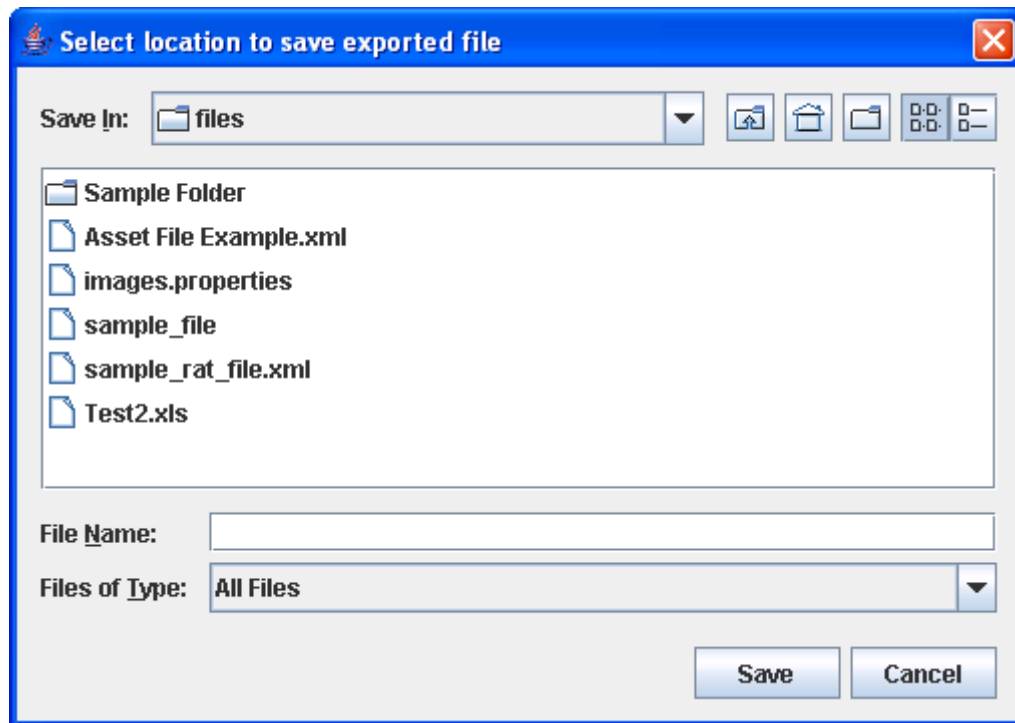 Select location to save exported file
Save In: files
Sample Folder
Asset File Example.xml
images.properties
sample_file
sample_rat_file.xml
Test2.xls
File Name:
Files of Type: All Files
Save Cancel